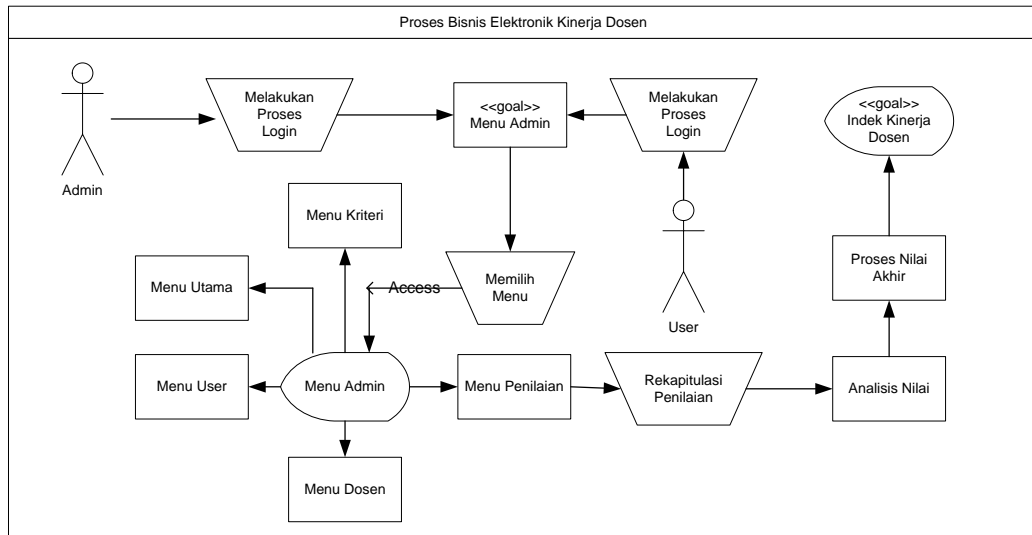 Proses Bisnis Elektronik Kinerja Dosen
Melakukan
Proses
Login
<<goal>>
Menu Admin
Melakukan
Proses
Login
<<goal>>
Indek Kinerja
Dosen
Admin
Menu Kriteri
Menu Utama
Access
Memilih
Menu
User
Proses Nilai
Akhir
Menu User
Menu Admin
Menu Penilaian
Rekapitulasi
Penilaian
Analisis Nilai
Menu Dosen